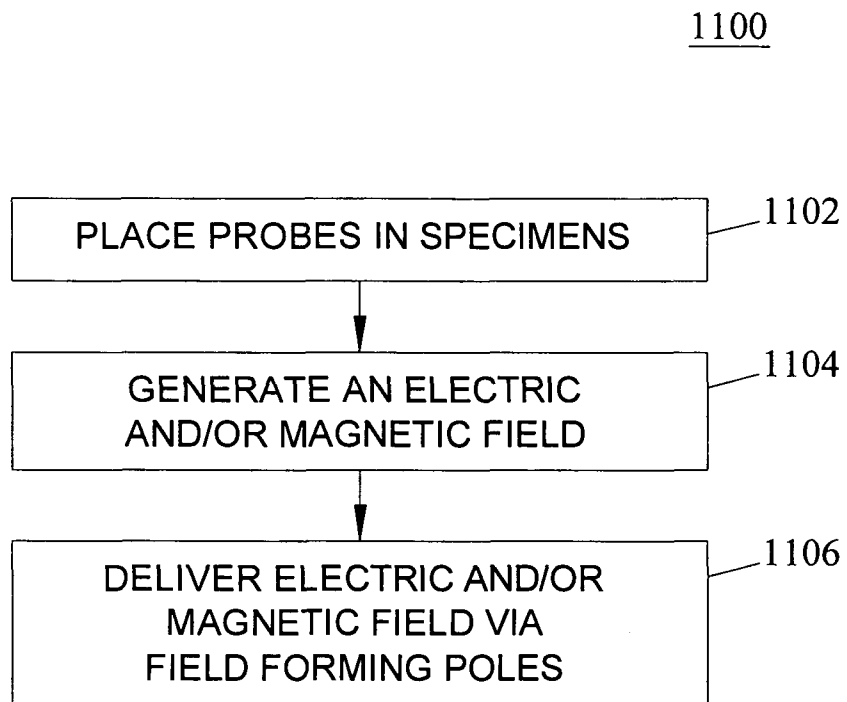 1100
PLACE PROBES IN SPECIMENS
1102
GENERATE AN ELECTRIC
AND/OR MAGNETIC FIELD
1104
DELIVER ELECTRIC AND/OR
MAGNETIC FIELD VIA
FIELD FORMING POLES
1106